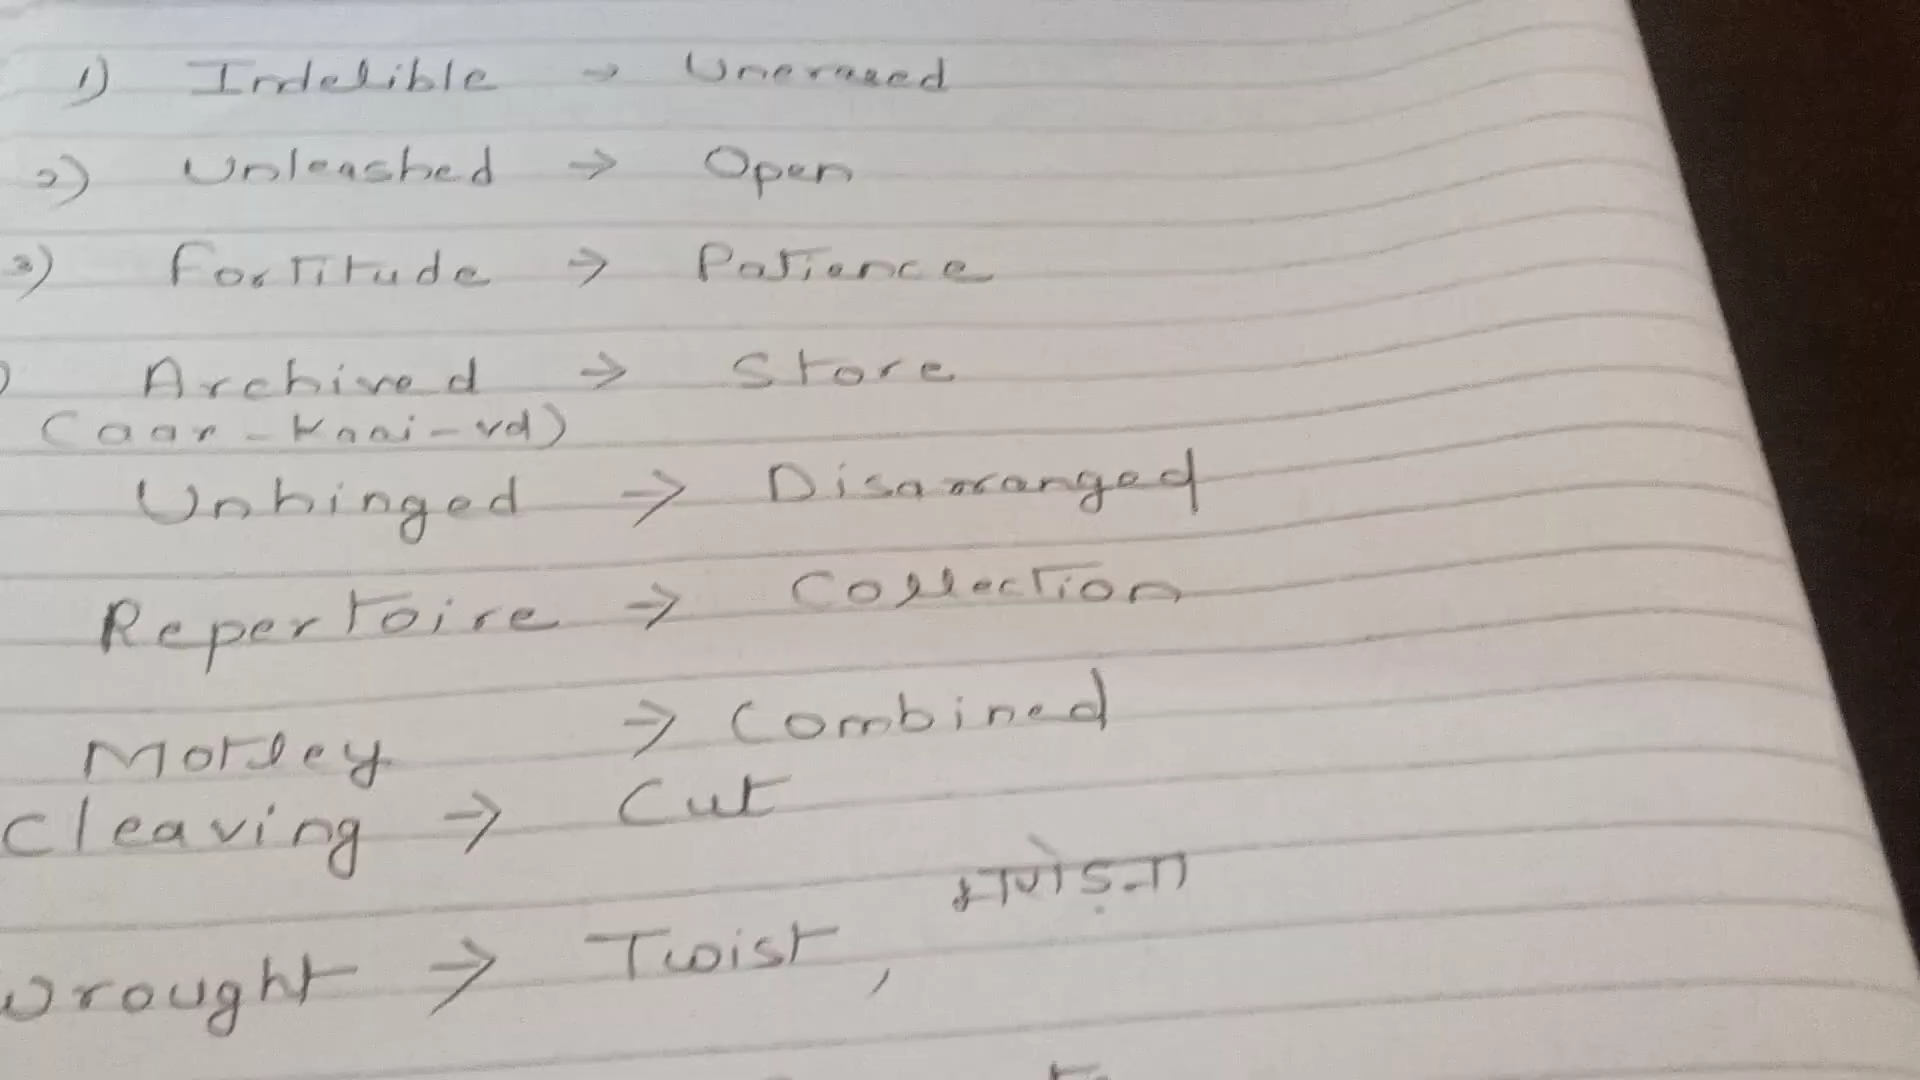 1) Indelible → Unerased
2) Unleashed → Open
3) Fortitude → Patience
) Archived → Store
(aar-kaai-vd)
Unhinged → Disarranged
Repertoire → Collection
Motley → Combined
Cleaving → Cut
wrought → Twist, मरोड़ना